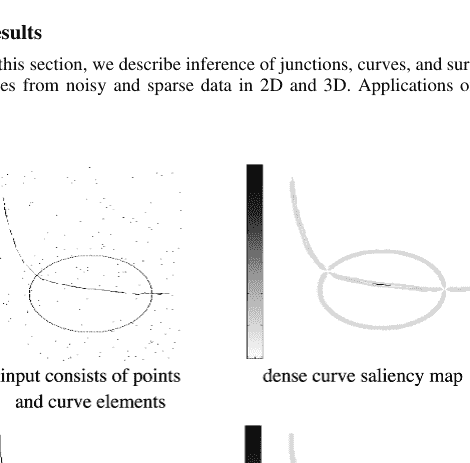 esults
this section, we describe inference of junctions, curves, and sur
es from noisy and sparse data in 2D and 3D. Applications o
input consists of points
and curve elements
dense curve saliency map